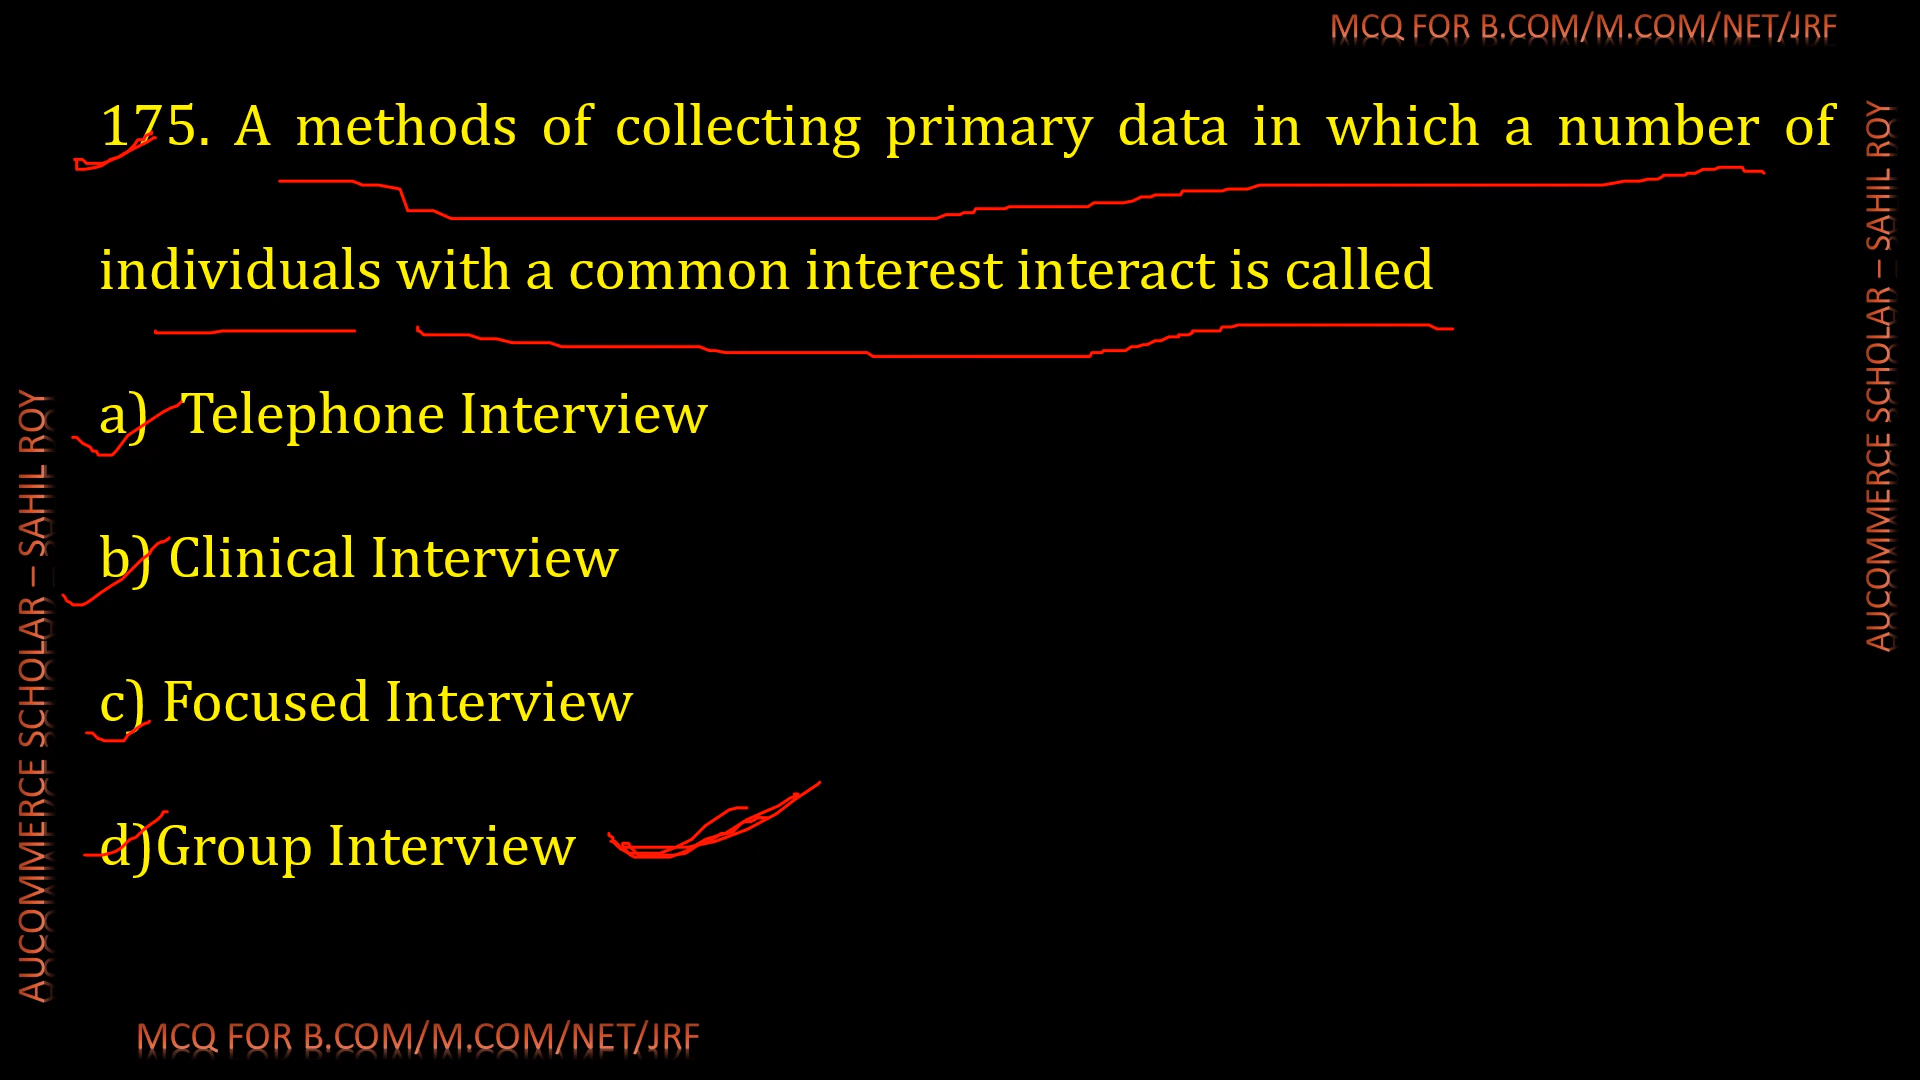 MCQ FOR B.COM/M.COM/NET/JRF
175. A methods of collecting primary data in which a number of
individuals with a common interest interact is called
a) Telephone Interview
b) Clinical Interview
c) Focused Interview
d)Group Interview
AUCOMMERCE SCHOLAR – SAHIL ROY
AUCOMMERCE SCHOLAR – SAHIL ROY
MCQ FOR B.COM/M.COM/NET/JRF